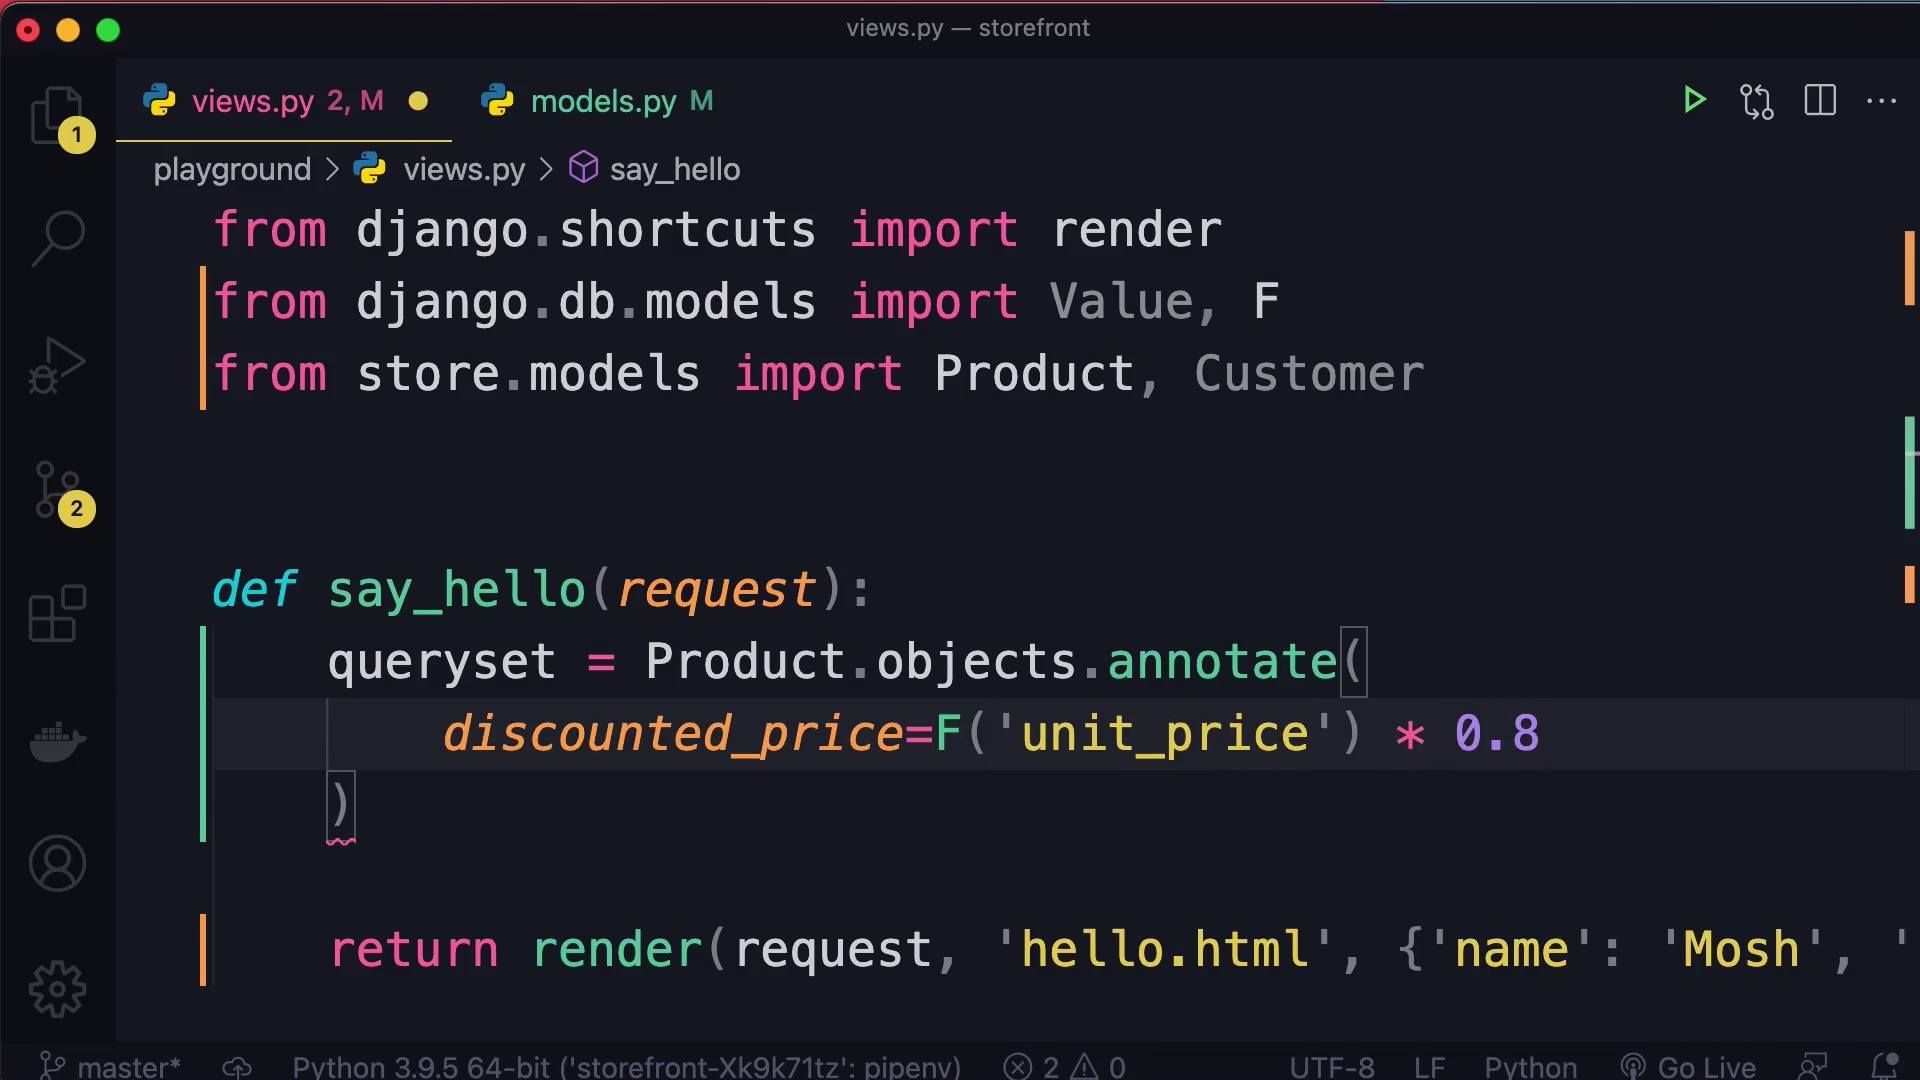 views.py — storefront
views.py 2, M
models.py M
1
playground > views.py > say_hello
from django.shortcuts import render
from django.db.models import Value, F
from store.models import Product, Customer
2
def say_hello(request):
    queryset = Product.objects.annotate(
        discounted_price=F('unit_price') * 0.8
    )
    return render(request, 'hello.html', {'name': 'Mosh', '
master* Python 3.9.5 64-bit ('storefront-Xk9k71tz': pipenv) 2 0 UTF-8 LF Python Go Live